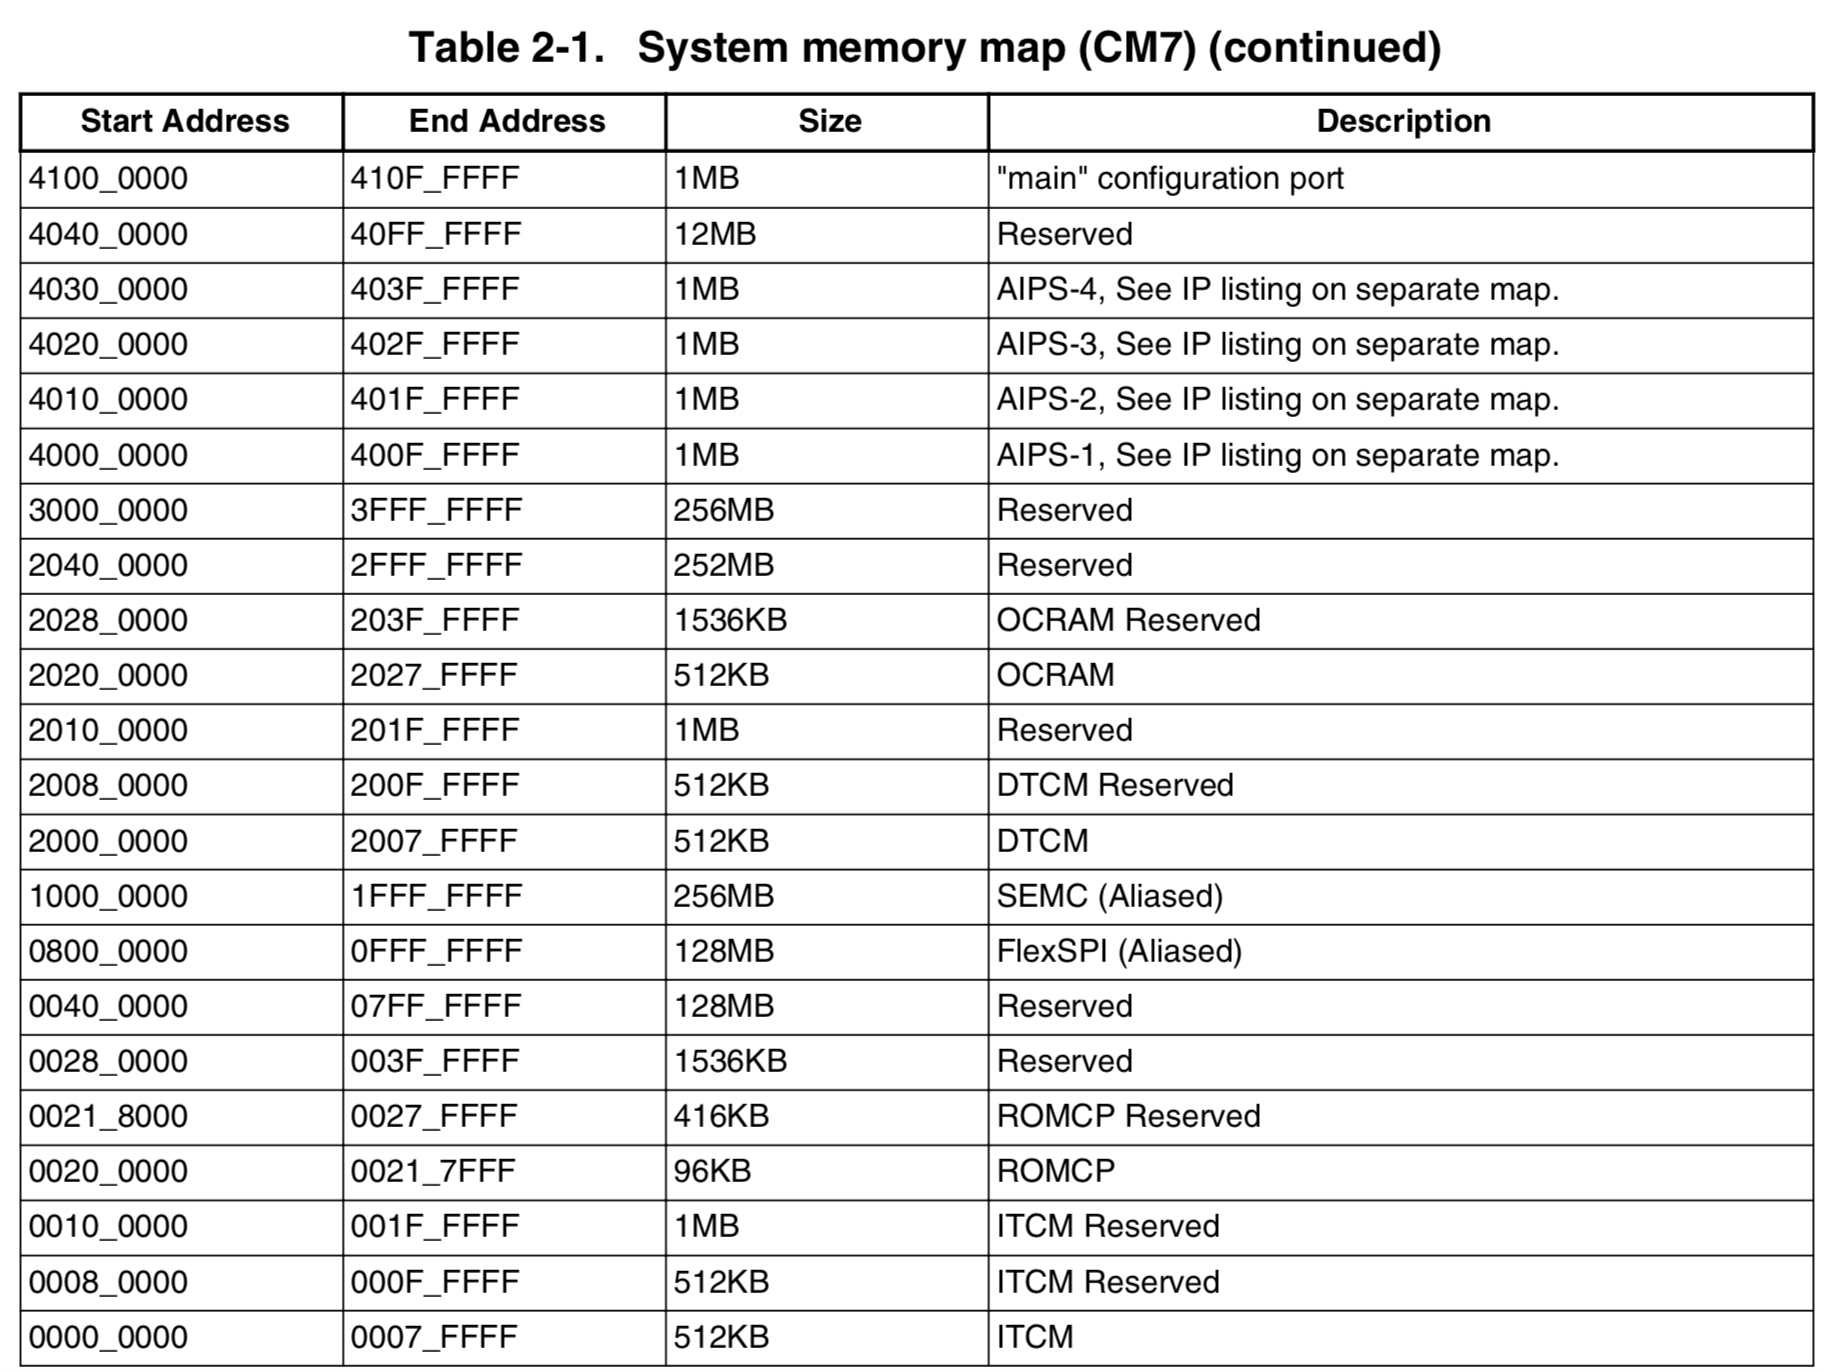 Table 2-1. System memory map (CM7) (continued)
Start Address End Address Size Description
4100_0000 410F_FFFF 1MB "main" configuration port
4040_0000 40FF_FFFF 12MB Reserved
4030_0000 403F_FFFF 1MB AIPS-4, See IP listing on separate map.
4020_0000 402F_FFFF 1MB AIPS-3, See IP listing on separate map.
4010_0000 401F_FFFF 1MB AIPS-2, See IP listing on separate map.
4000_0000 400F_FFFF 1MB AIPS-1, See IP listing on separate map.
3000_0000 3FFF_FFFF 256MB Reserved
2040_0000 2FFF_FFFF 252MB Reserved
2028_0000 203F_FFFF 1536KB OCRAM Reserved
2020_0000 2027_FFFF 512KB OCRAM
2010_0000 201F_FFFF 1MB Reserved
2008_0000 200F_FFFF 512KB DTCM Reserved
2000_0000 2007_FFFF 512KB DTCM
1000_0000 1FFF_FFFF 256MB SEMC (Aliased)
0800_0000 0FFF_FFFF 128MB FlexSPI (Aliased)
0040_0000 07FF_FFFF 128MB Reserved
0028_0000 003F_FFFF 1536KB Reserved
0021_8000 0027_FFFF 416KB ROMCP Reserved
0020_0000 0021_7FFF 96KB ROMCP
0010_0000 001F_FFFF 1MB ITCM Reserved
0008_0000 000F_FFFF 512KB ITCM Reserved
0000_0000 0007_FFFF 512KB ITCM